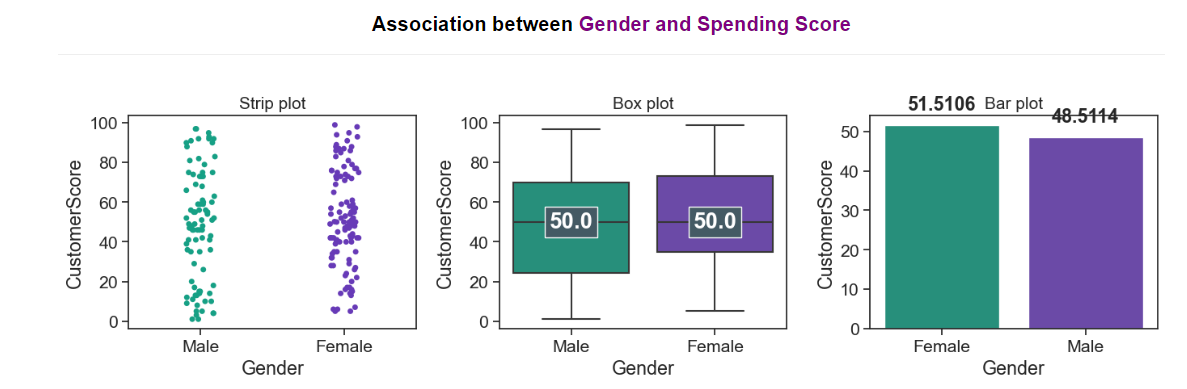 Association between Gender and Spending Score
Strip plot
CustomerScore
100
80
60
40
20
0
Male Female
Gender
Box plot
CustomerScore
100
80
60
40
20
0
50.0 50.0
Male Female
Gender
51.5106 Bar plot 48.5114
CustomerScore
50
40
30
20
10
0
Female Male
Gender